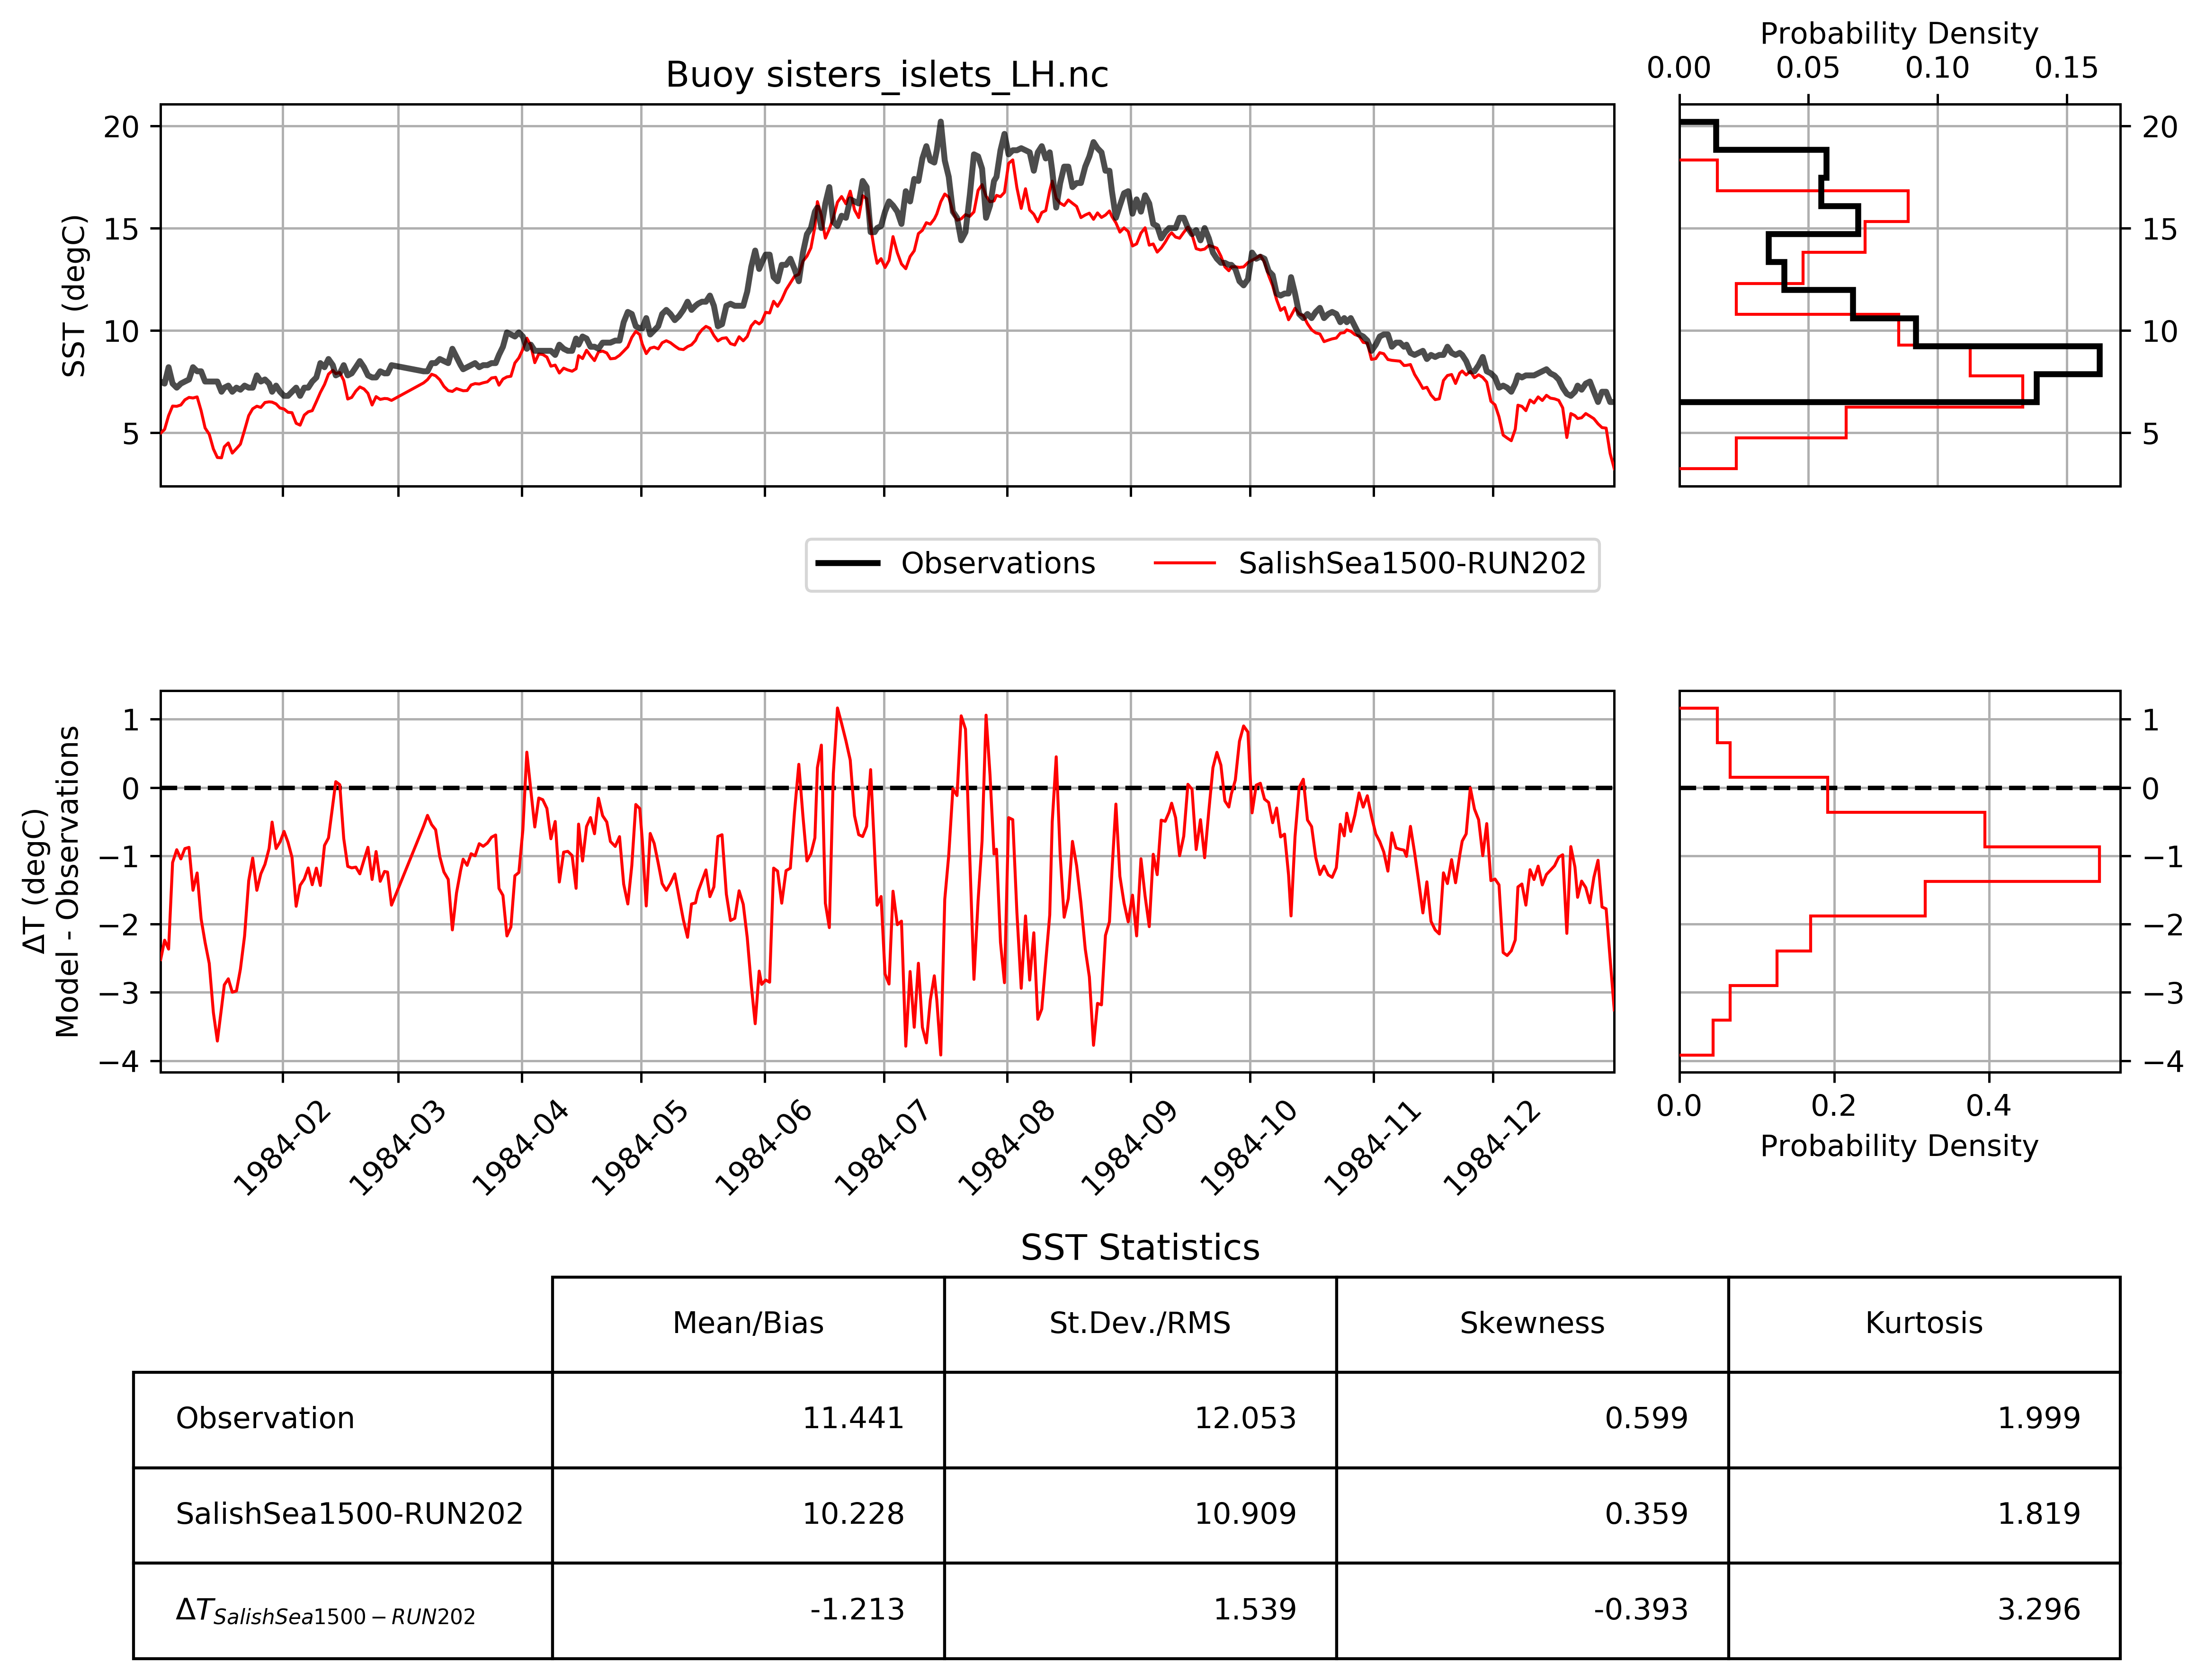 Probability Density
0.00 0.05 0.10 0.15
Buoy sisters_islets_LH.nc
20
15
10
5
SST (degC)
20
15
10
5
Observations SalishSea1500-RUN202
1
0
−1
−2
−3
−4
ΔT (degC)
Model - Observations
1
0
−1
−2
−3
−4
0.0 0.2 0.4
Probability Density
1984-02 1984-03 1984-04 1984-05 1984-06 1984-07 1984-08 1984-09 1984-10 1984-11 1984-12
SST Statistics
Mean/Bias St.Dev./RMS Skewness Kurtosis
Observation 11.441 12.053 0.599 1.999
SalishSea1500-RUN202 10.228 10.909 0.359 1.819
ΔT SalishSea1500−RUN202 -1.213 1.539 -0.393 3.296